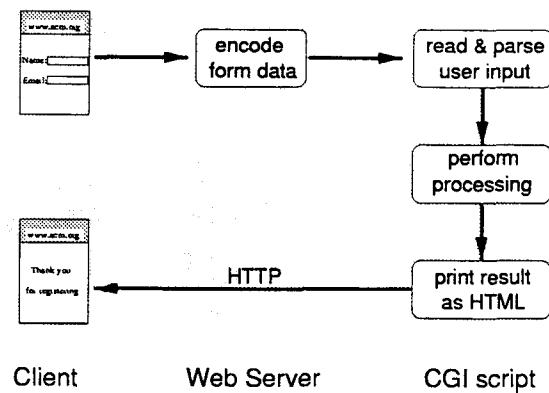 www.acm.org
Name:
Email:
encode
form data
read & parse
user input
perform
processing
www.acm.org
Thank you
for registering
HTTP
print result
as HTML
Client
Web Server
CGI script